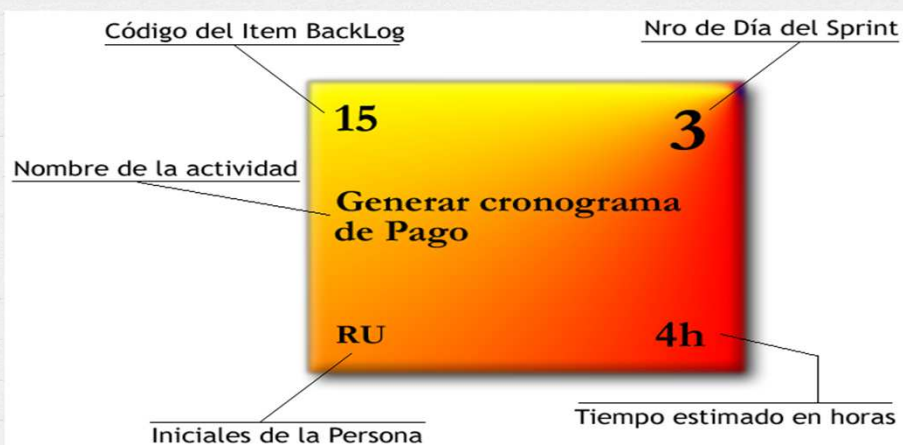 Código del Item BackLog
Nro de Día del Sprint
15
3
Nombre de la actividad
Generar cronograma
de Pago
RU
4h
Iniciales de la Persona
Tiempo estimado en horas